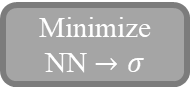 Minimize
NN → σ